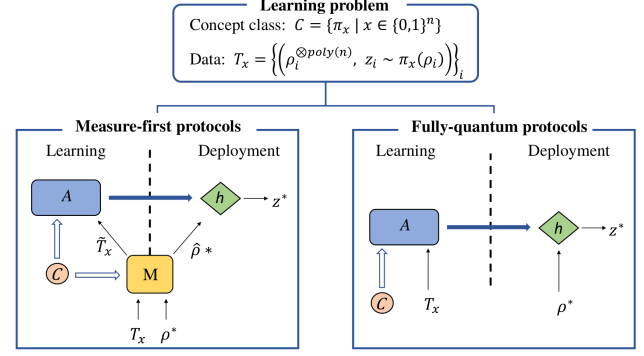 Learning problem
Concept class: C = {π_x | x ∈ {0,1}^n}
Data: T_x = {(ρ_i^{⊗poly(n)}, z_i ~ π_x(ρ_i))}_i
Measure-first protocols
Learning Deployment
A h z*
T̃_x ρ̂ *
C M
T_x ρ*
Fully-quantum protocols
Learning Deployment
A h z*
C T_x ρ*